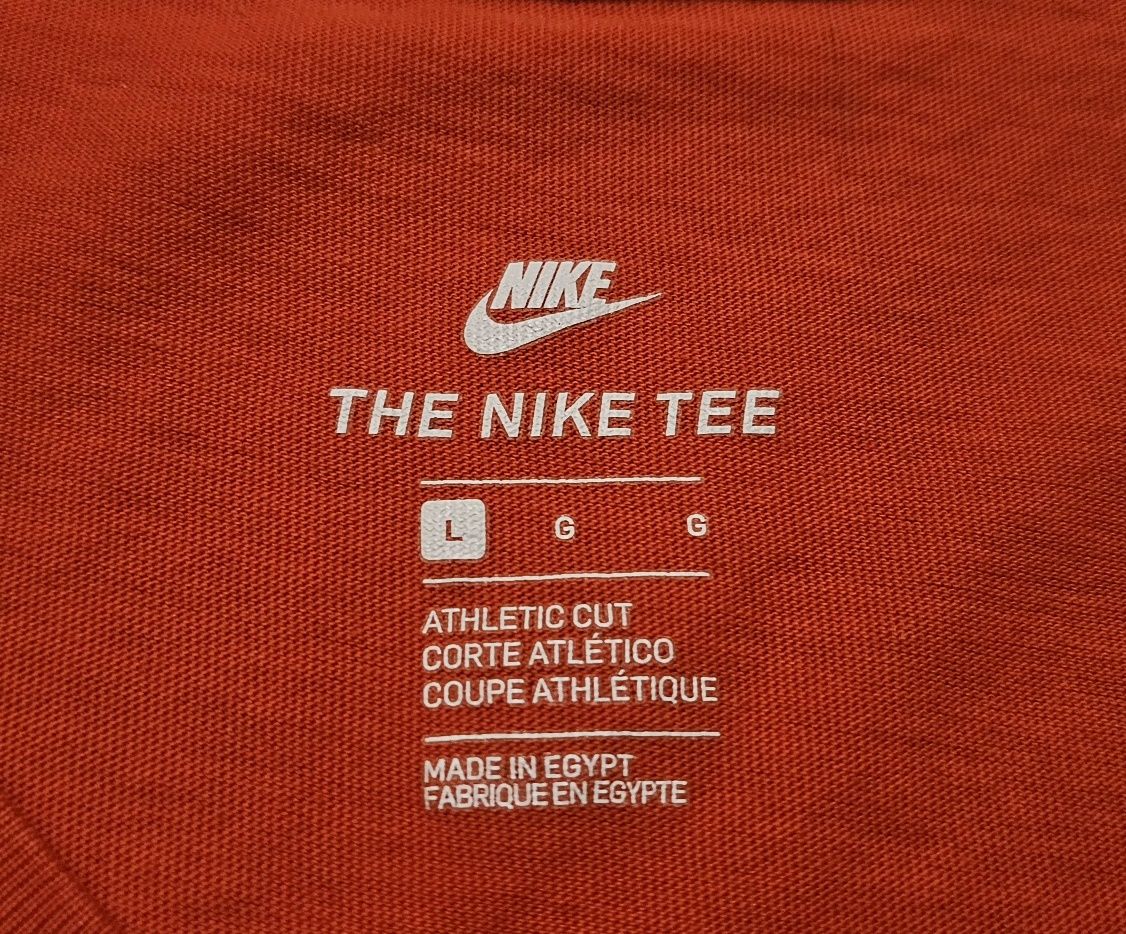 NIKE
THE NIKE TEE
L G G
ATHLETIC CUT
CORTE ATLÉTICO
COUPE ATHLÉTIQUE
MADE IN EGYPT
FABRIQUE EN EGYPTE